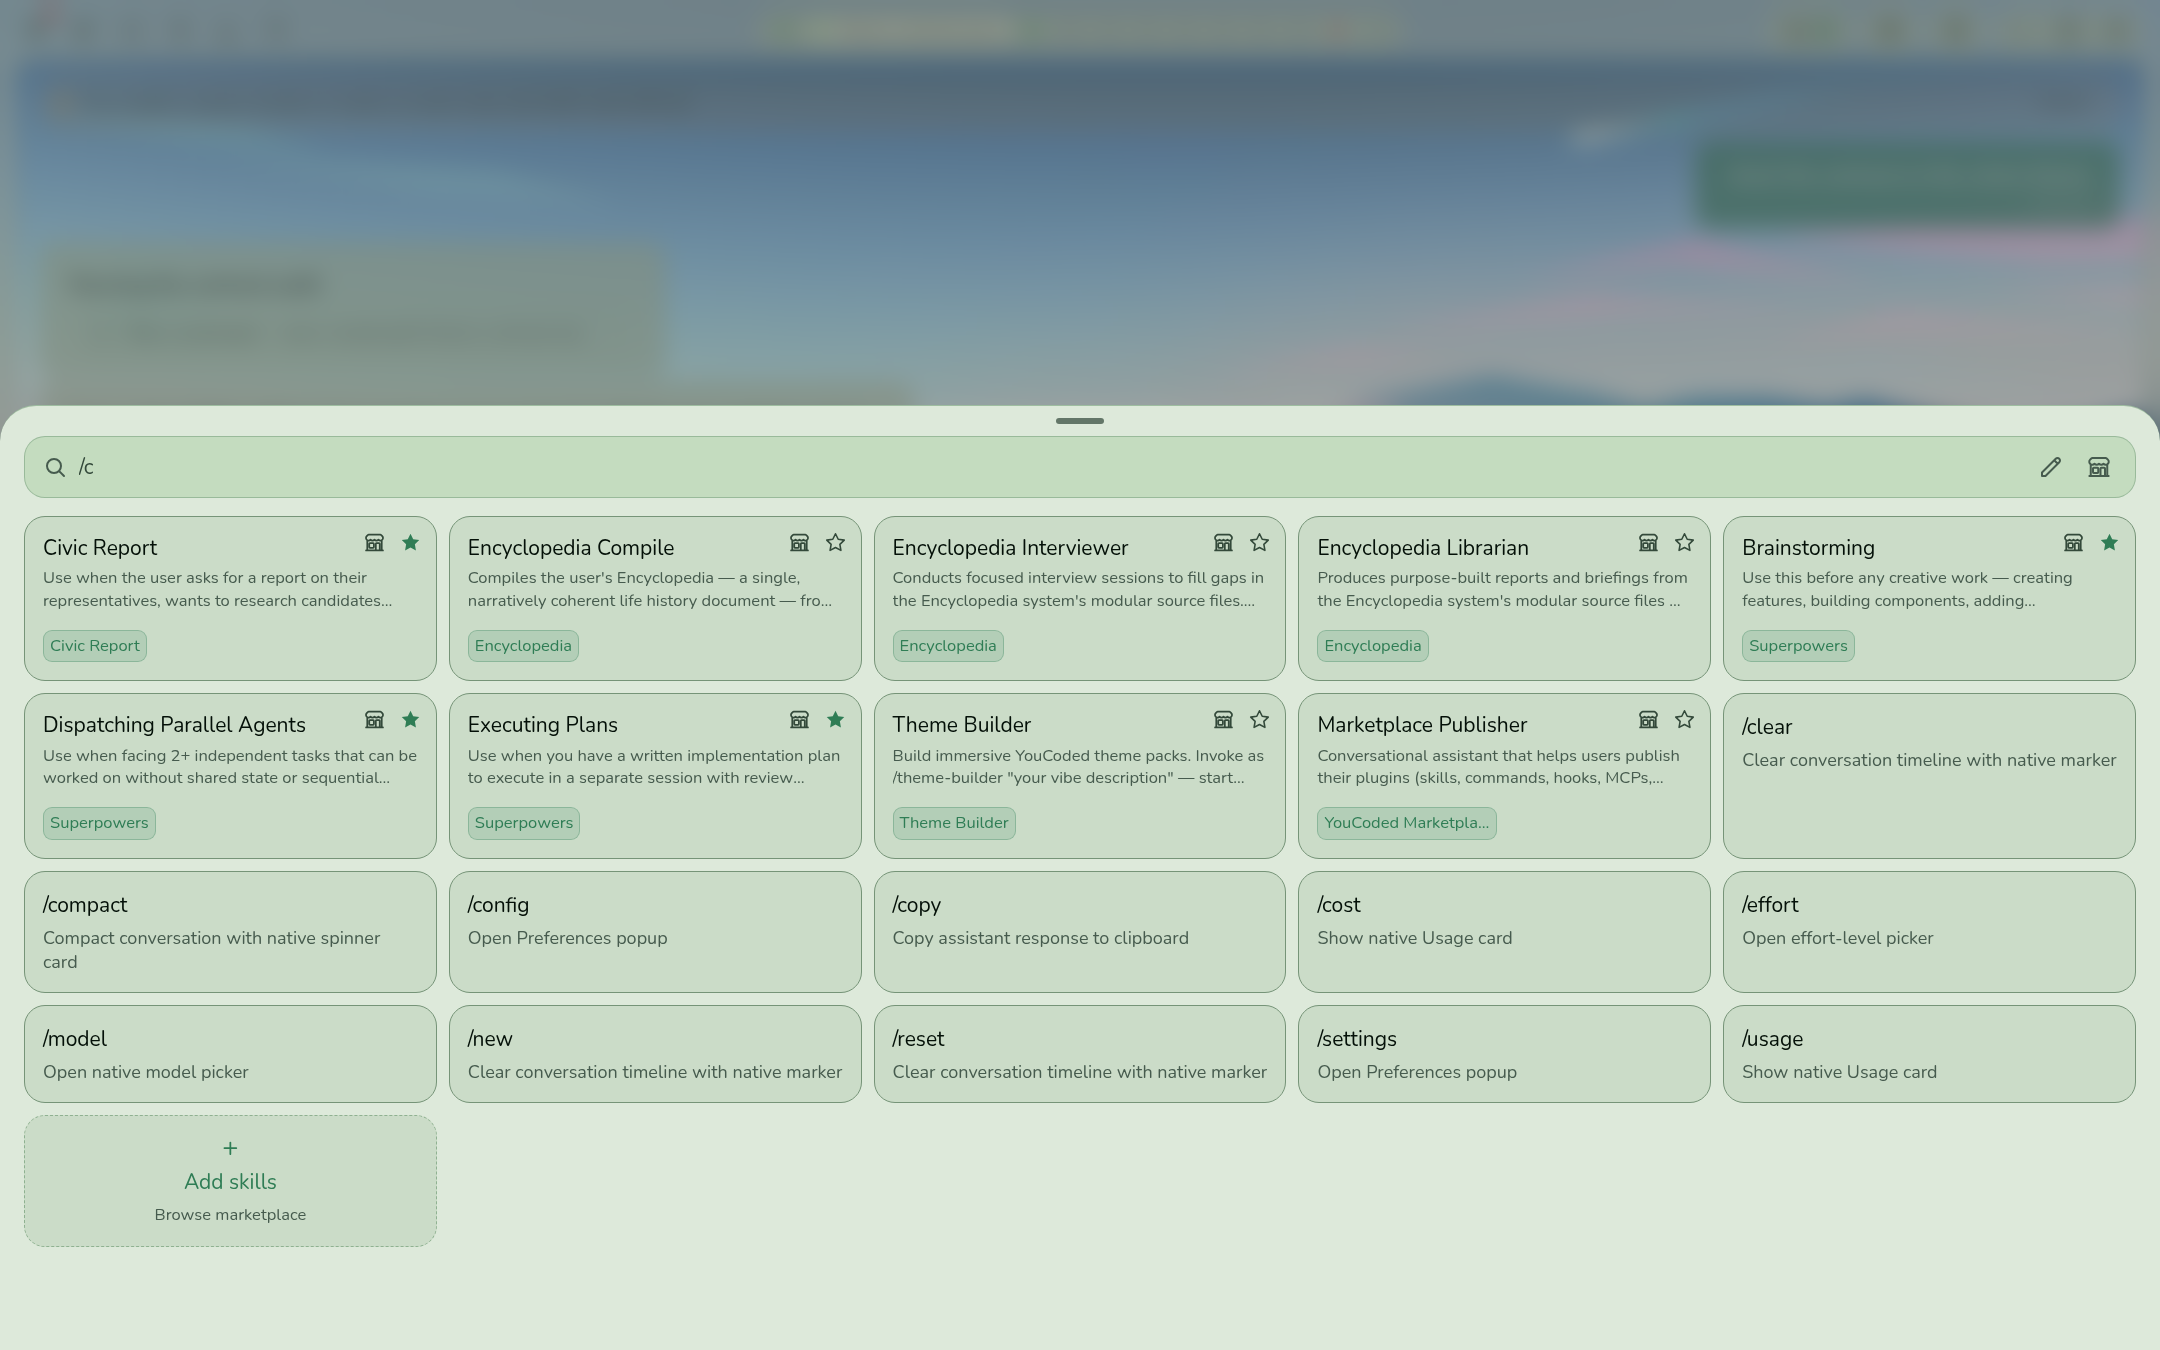 /c
Civic Report
Use when the user asks for a report on their
representatives, wants to research candidates...
Civic Report
Encyclopedia Compile
Compiles the user's Encyclopedia — a single,
narratively coherent life history document — fro...
Encyclopedia
Encyclopedia Interviewer
Conducts focused interview sessions to fill gaps in
the Encyclopedia system's modular source files....
Encyclopedia
Encyclopedia Librarian
Produces purpose-built reports and briefings from
the Encyclopedia system's modular source files ...
Encyclopedia
Brainstorming
Use this before any creative work — creating
features, building components, adding...
Superpowers
Dispatching Parallel Agents
Use when facing 2+ independent tasks that can be
worked on without shared state or sequential...
Superpowers
Executing Plans
Use when you have a written implementation plan
to execute in a separate session with review...
Superpowers
Theme Builder
Build immersive YouCoded theme packs. Invoke as
/theme-builder "your vibe description" — start...
Theme Builder
Marketplace Publisher
Conversational assistant that helps users publish
their plugins (skills, commands, hooks, MCPs,...
YouCoded Marketpla...
/clear
Clear conversation timeline with native marker
/compact
Compact conversation with native spinner
card
/config
Open Preferences popup
/copy
Copy assistant response to clipboard
/cost
Show native Usage card
/effort
Open effort-level picker
/model
Open native model picker
/new
Clear conversation timeline with native marker
/reset
Clear conversation timeline with native marker
/settings
Open Preferences popup
/usage
Show native Usage card
+
Add skills
Browse marketplace